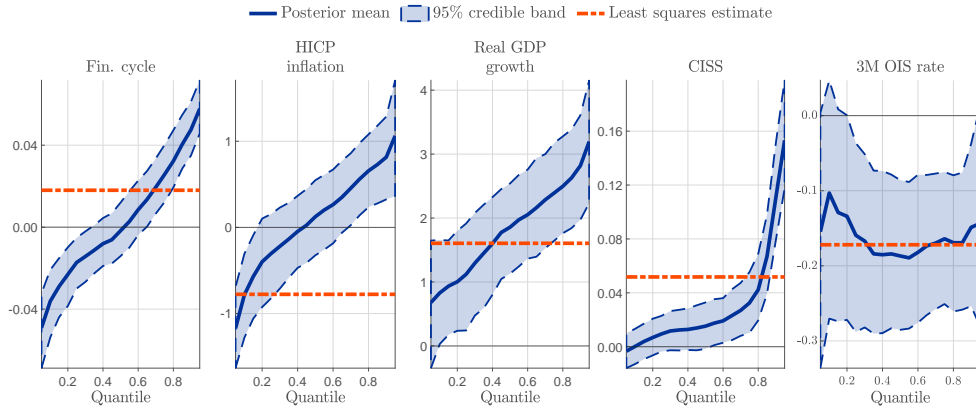 Posterior mean 95% credible band Least squares estimate
Fin. cycle
0.04
0.00
-0.04
0.2 0.4 0.6 0.8
Quantile
HICP
inflation
1
0
-1
0.2 0.4 0.6 0.8
Quantile
Real GDP
growth
4
3
2
1
0
0.2 0.4 0.6 0.8
Quantile
CISS
0.16
0.12
0.08
0.04
0.00
0.2 0.4 0.6 0.8
Quantile
3M OIS rate
0.0
-0.1
-0.2
-0.3
0.2 0.4 0.6 0.8
Quantile